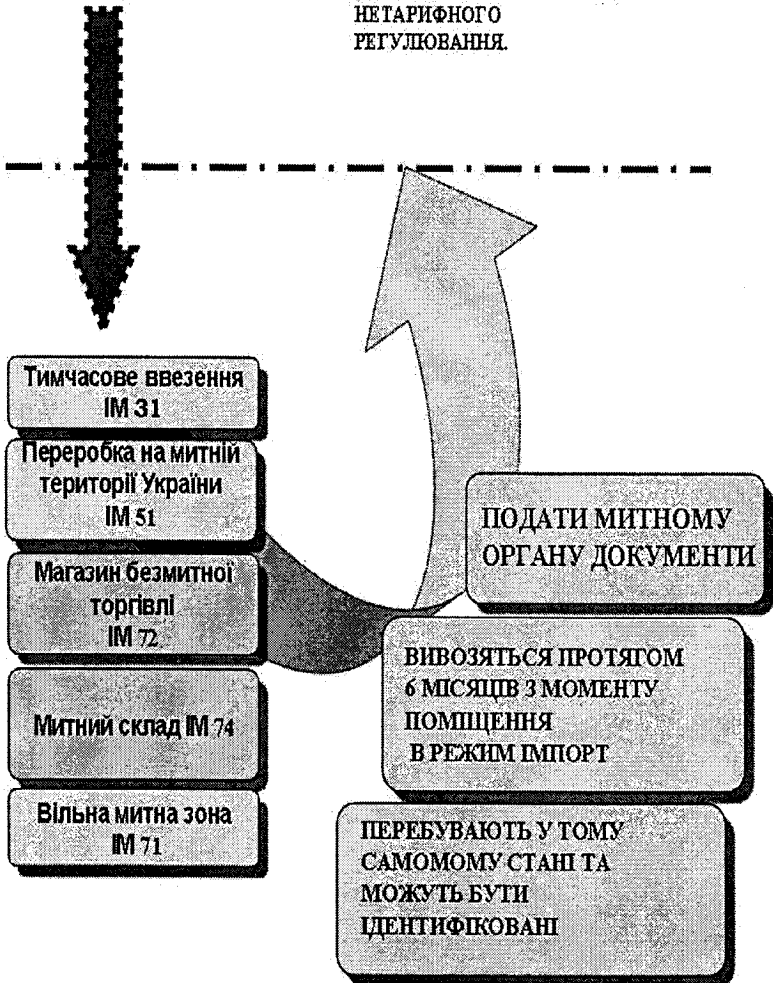 НЕТАРИФНОГО
РЕГУЛЮВАННЯ.
Тимчасове ввезення
ІМ 31
Переробка на митній
території України
ІМ 51
Магазин безмитної
торгівлі
ІМ 72
Митний склад ІМ 74
Вільна митна зона
ІМ 71
ПОДАТИ МИТНОМУ
ОРГАНУ ДОКУМЕНТИ
ВИВОЗЯТЬСЯ ПРОТЯГОМ
6 МІСЯЦІВ З МОМЕНТУ
ПОМІЩЕННЯ
В РЕЖИМ ІМПОРТ
ПЕРЕБУВАЮТЬ У ТОМУ
САМОМОМУ СТАНІ ТА
МОЖУТЬ БУТИ
ІДЕНТИФІКОВАНІ